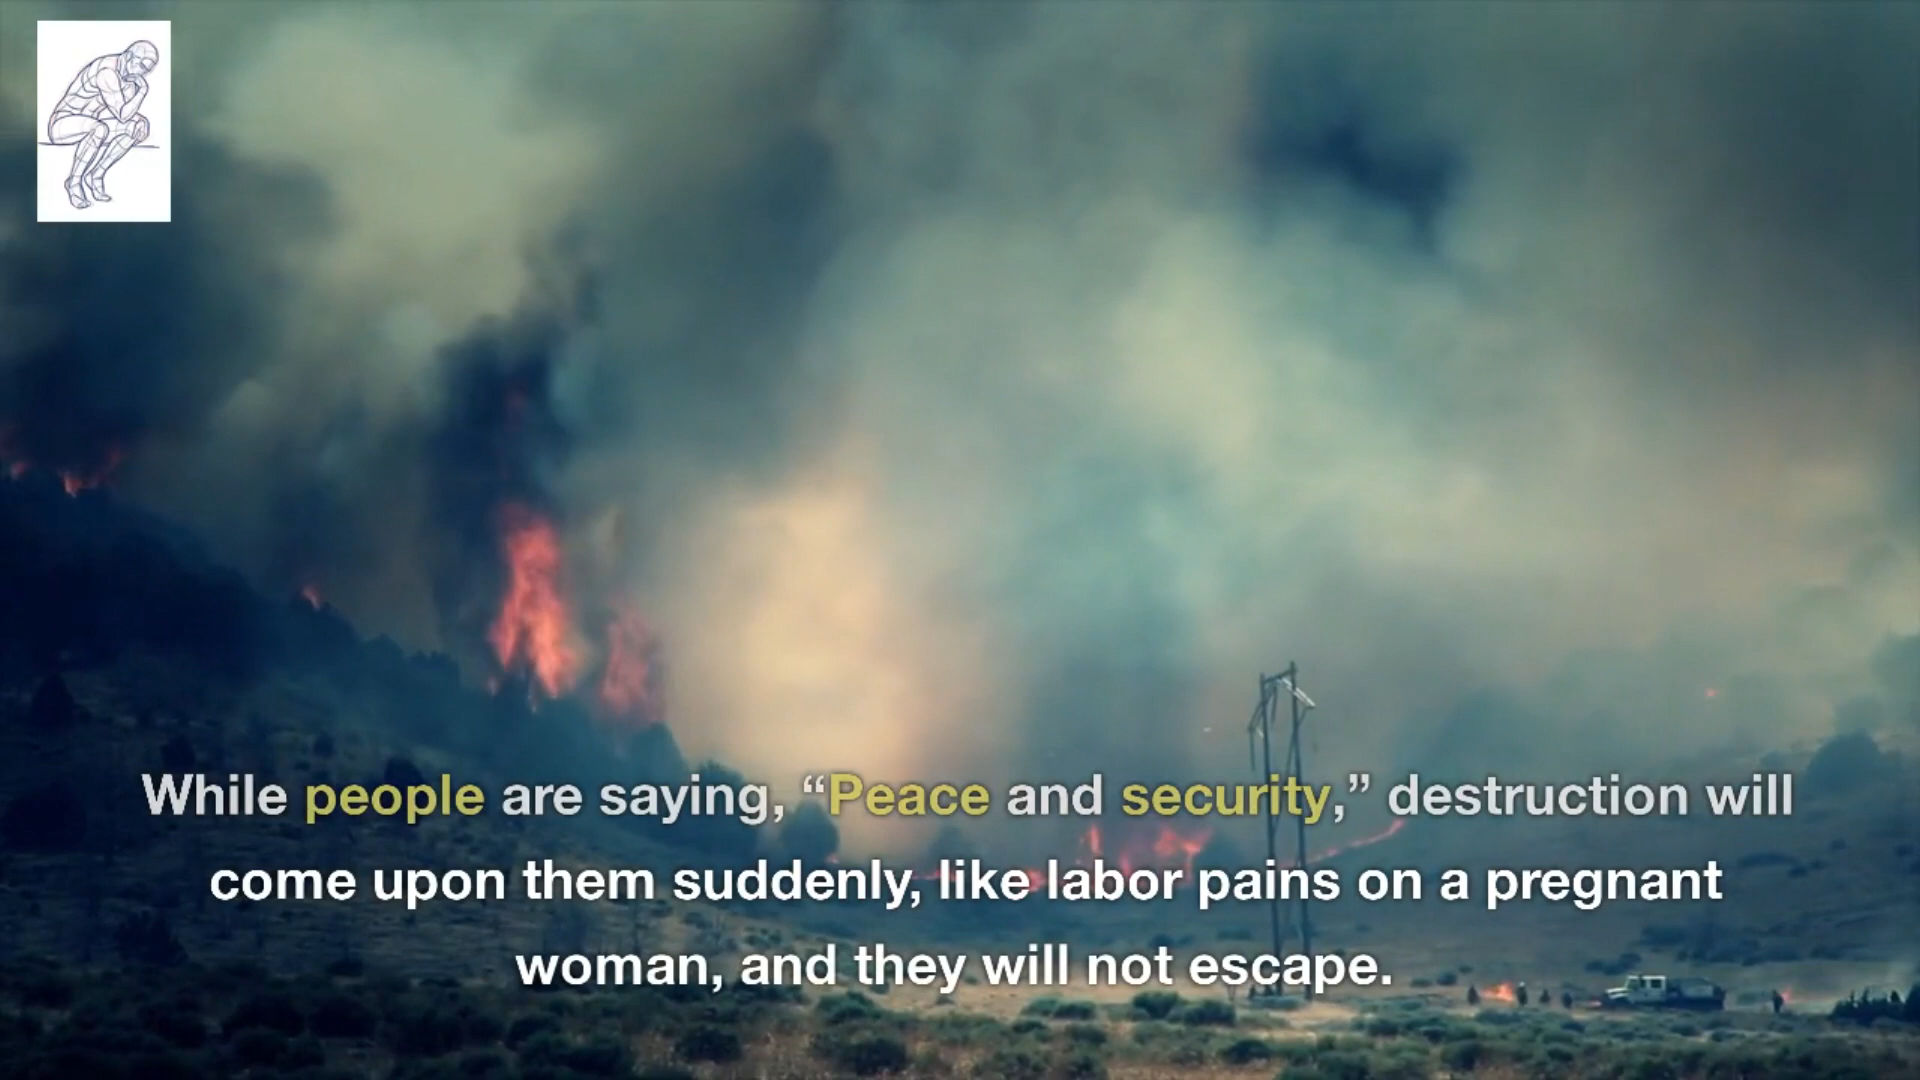 While people are saying, “Peace and security,” destruction will
come upon them suddenly, like labor pains on a pregnant
woman, and they will not escape.